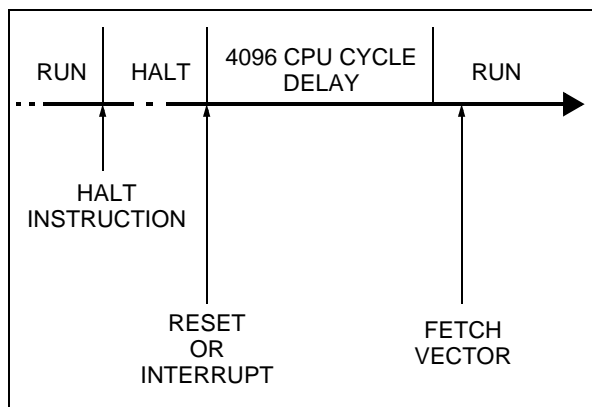 RUN
HALT
4096 CPU CYCLE
DELAY
RUN
HALT
INSTRUCTION
RESET
OR
INTERRUPT
FETCH
VECTOR